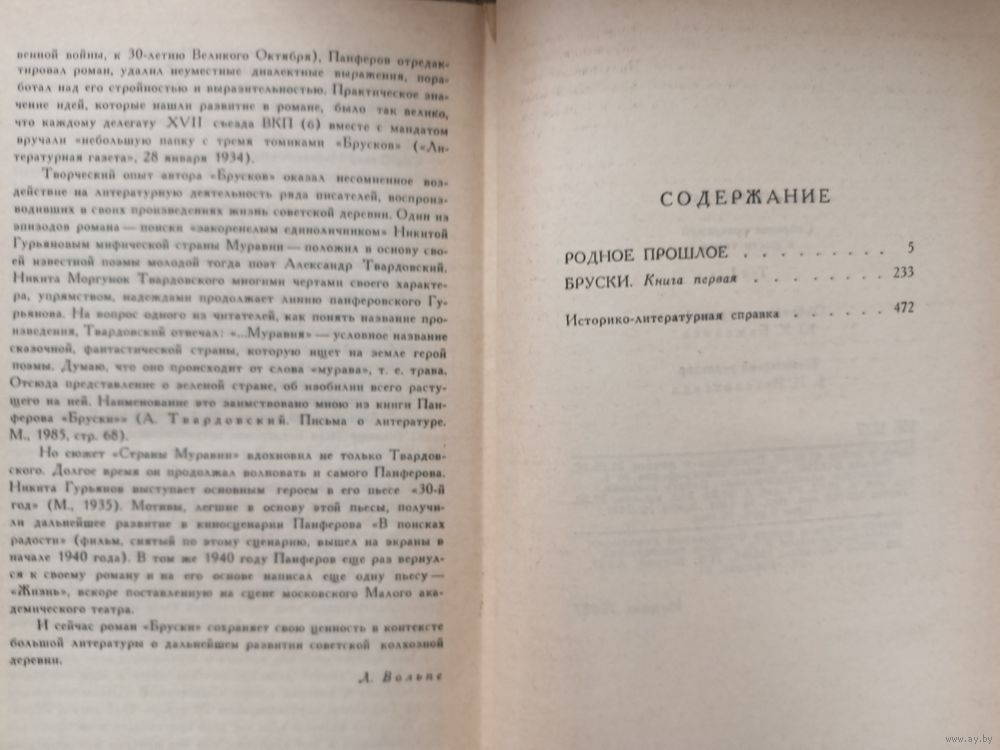 венной войны, к 30-летию Великого Октября), Панферов отредак-
тировал роман, удалил неуместные диалектные выражения, пора-
ботал над его стройностью и выразительностью. Практическое зна-
чение идей, которые нашли развитие в романе, было так велико,
что каждому делегату XVII съезда ВКП (б) вместе с мандатом
вручали «небольшую папку с тремя томиками «Брусков» («Ли-
тературная газета», 28 января 1934).
Творческий опыт автора «Брусков» оказал несомненное воз-
действие на литературную деятельность ряда писателей, воспроиз-
водивших в своих произведениях жизнь советской деревни. Один из
эпизодов романа — поиски «закоренелым единоличником» Никитой
Гурьяновым мифической страны Муравии — положил в основу сво-
ей известной поэмы молодой тогда поэт Александр Твардовский.
Никита Моргунок Твардовского многими чертами своего характе-
ра, упрямством, надеждами продолжает линию панферовского Гу-
рьянова. На вопрос одного из читателей, как понять название про-
изведения, Твардовский отвечал: «...Муравия» — условное название
сказочной, фантастической страны, которую ищет на земле герой
поэмы. Думаю, что оно происходит от слова «мурава», т. е. трава.
Отсюда представление о зеленой стране, об изобилии всего расту-
щего на ней. Наименование это заимствовано мною из книги Пан-
ферова «Бруски»» (А. Твардовский. Письма о литературе.
М., 1985, стр. 68).
Но сюжет «Страны Муравии» вдохновил не только Твардов-
ского. Долгое время он продолжал волновать и самого Панферова.
Никита Гурьянов выступает основным героем в его пьесе «30-й
год» (М., 1935). Мотивы, легшие в основу этой пьесы, получи-
ли дальнейшее развитие в киносценарии Панферова «В поисках
радости» (фильм, снятый по этому сценарию, вышел на экраны в
начале 1940 года). В том же 1940 году Панферов еще раз вернул-
ся к своему роману и на его основе написал еще одну пьесу —
«Жизнь», вскоре поставленную на сцене московского Малого ака-
демического театра.
И сейчас роман «Бруски» сохраняет свою ценность в контексте
большой литературы о дальнейшем развитии советской колхозной
деревни.
Л. Вольпе
СОДЕРЖАНИЕ
РОДНОЕ ПРОШЛОЕ . . . . . . . . . 5
БРУСКИ. Книга первая . . . . . . . . 233
Историко-литературная справка . . . . . . 472
www.ay.by